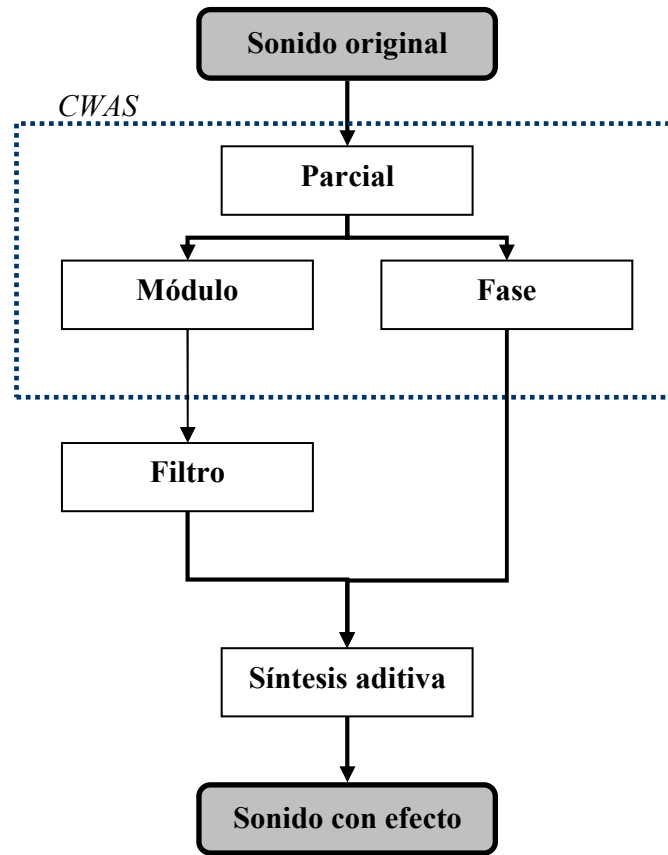 Sonido original
CWAS
Parcial
Módulo
Fase
Filtro
Síntesis aditiva
Sonido con efecto